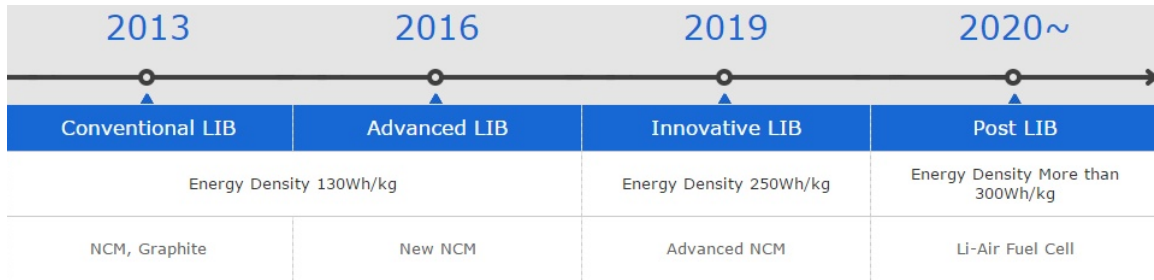 2013 2016 2019 2020~
Conventional LIB Advanced LIB Innovative LIB Post LIB
Energy Density 130Wh/kg Energy Density 250Wh/kg Energy Density More than
300Wh/kg
NCM, Graphite New NCM Advanced NCM Li-Air Fuel Cell